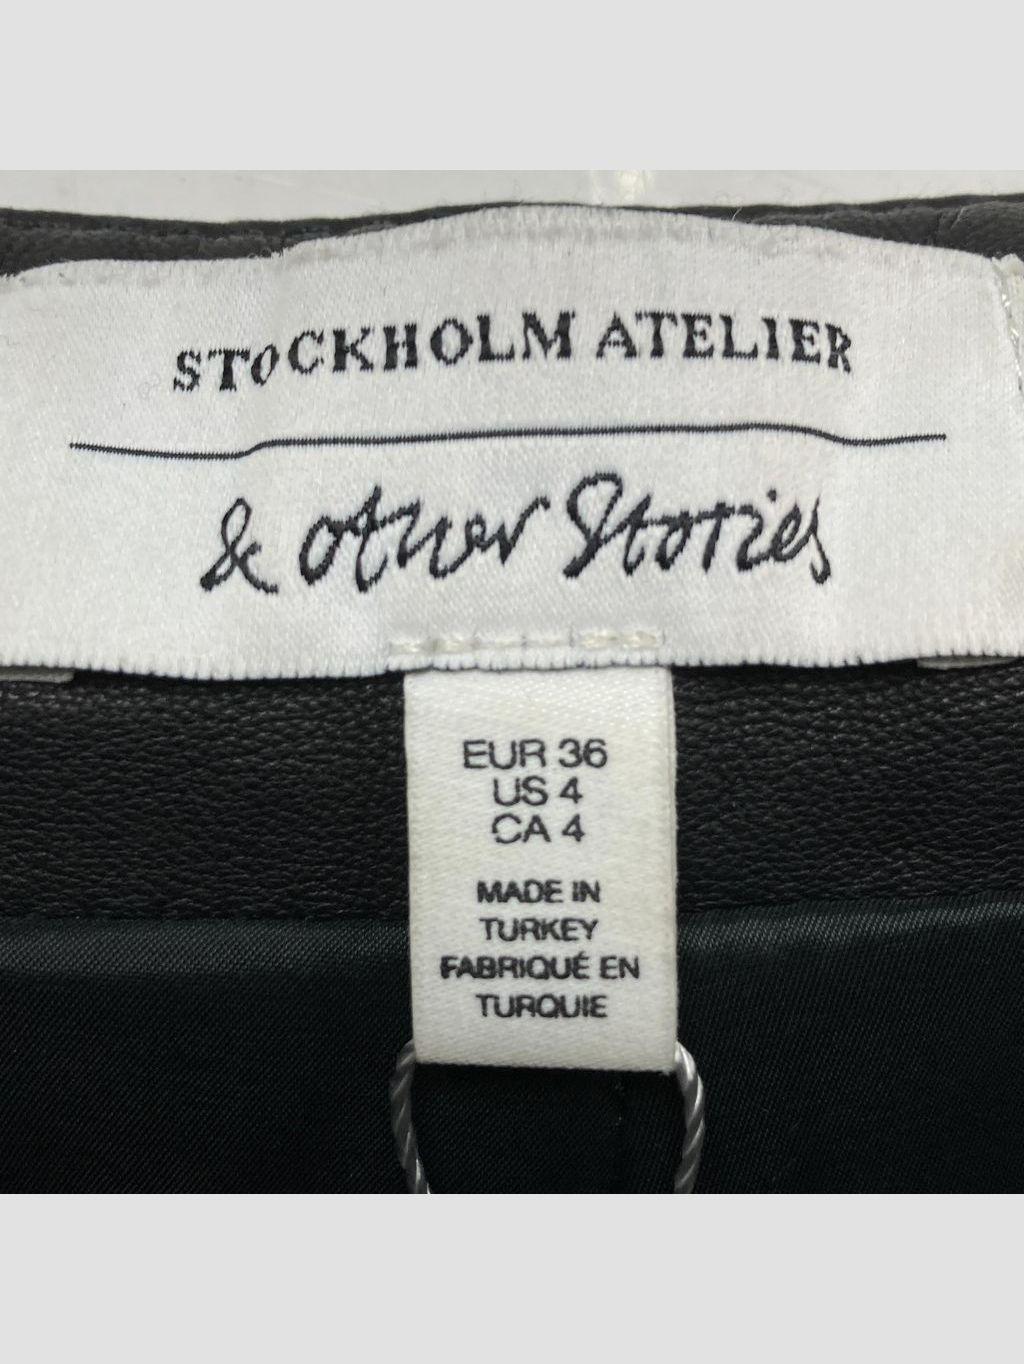 STOCKHOLM ATELIER
& other Stories
EUR 36
US 4
CA 4
MADE IN
TURKEY
FABRIQUÉ EN
TURQUIE